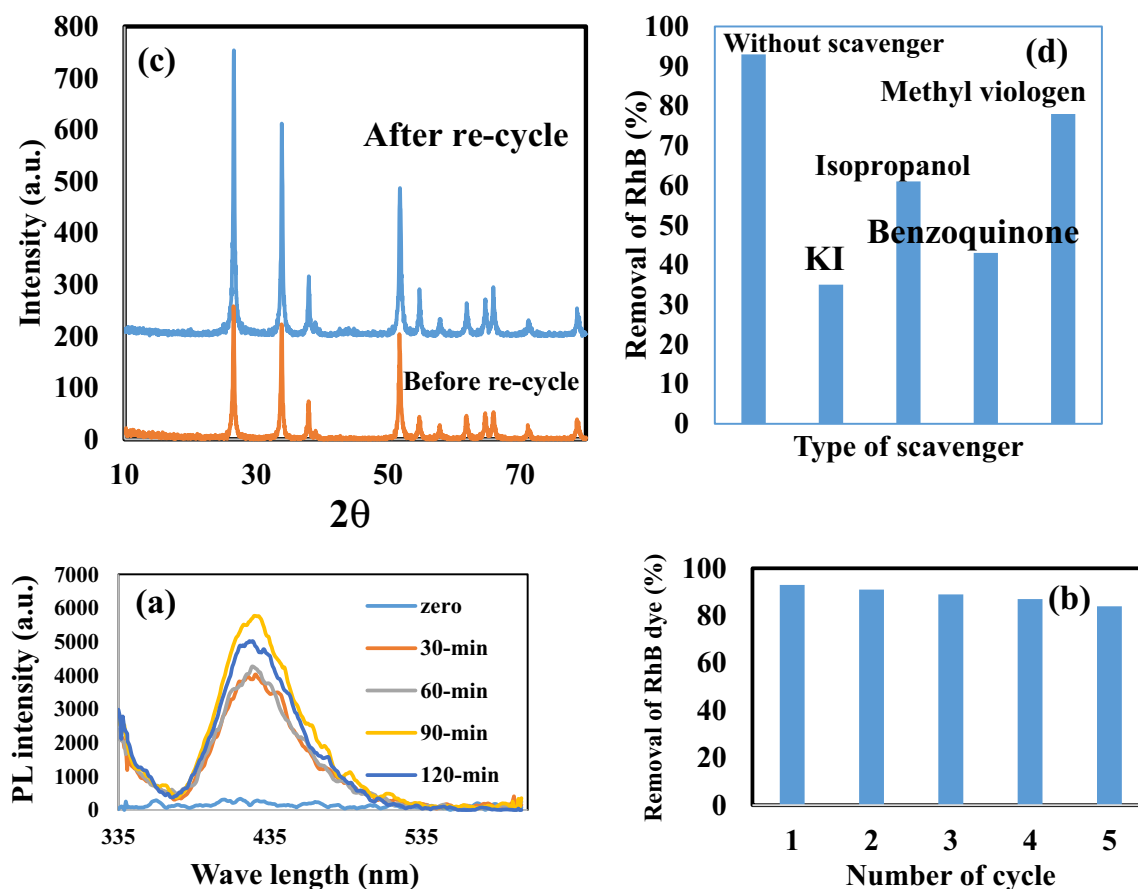 (c)
800
700
600
500
400
300
200
100
0
Intensity (a.u.)
After re-cycle
Before re-cycle
10 30 50 70
2θ
(d)
100
90
80
70
60
50
40
30
20
10
0
Removal of RhB (%)
Without scavenger
KI
Isopropanol
Benzoquinone
Methyl viologen
Type of scavenger
(a)
7000
6000
5000
4000
3000
2000
1000
0
PL intensity (a.u.)
zero
30-min
60-min
90-min
120-min
335 435 535
Wave length (nm)
(b)
100
80
60
40
20
0
Removal of RhB dye (%)
1 2 3 4 5
Number of cycle